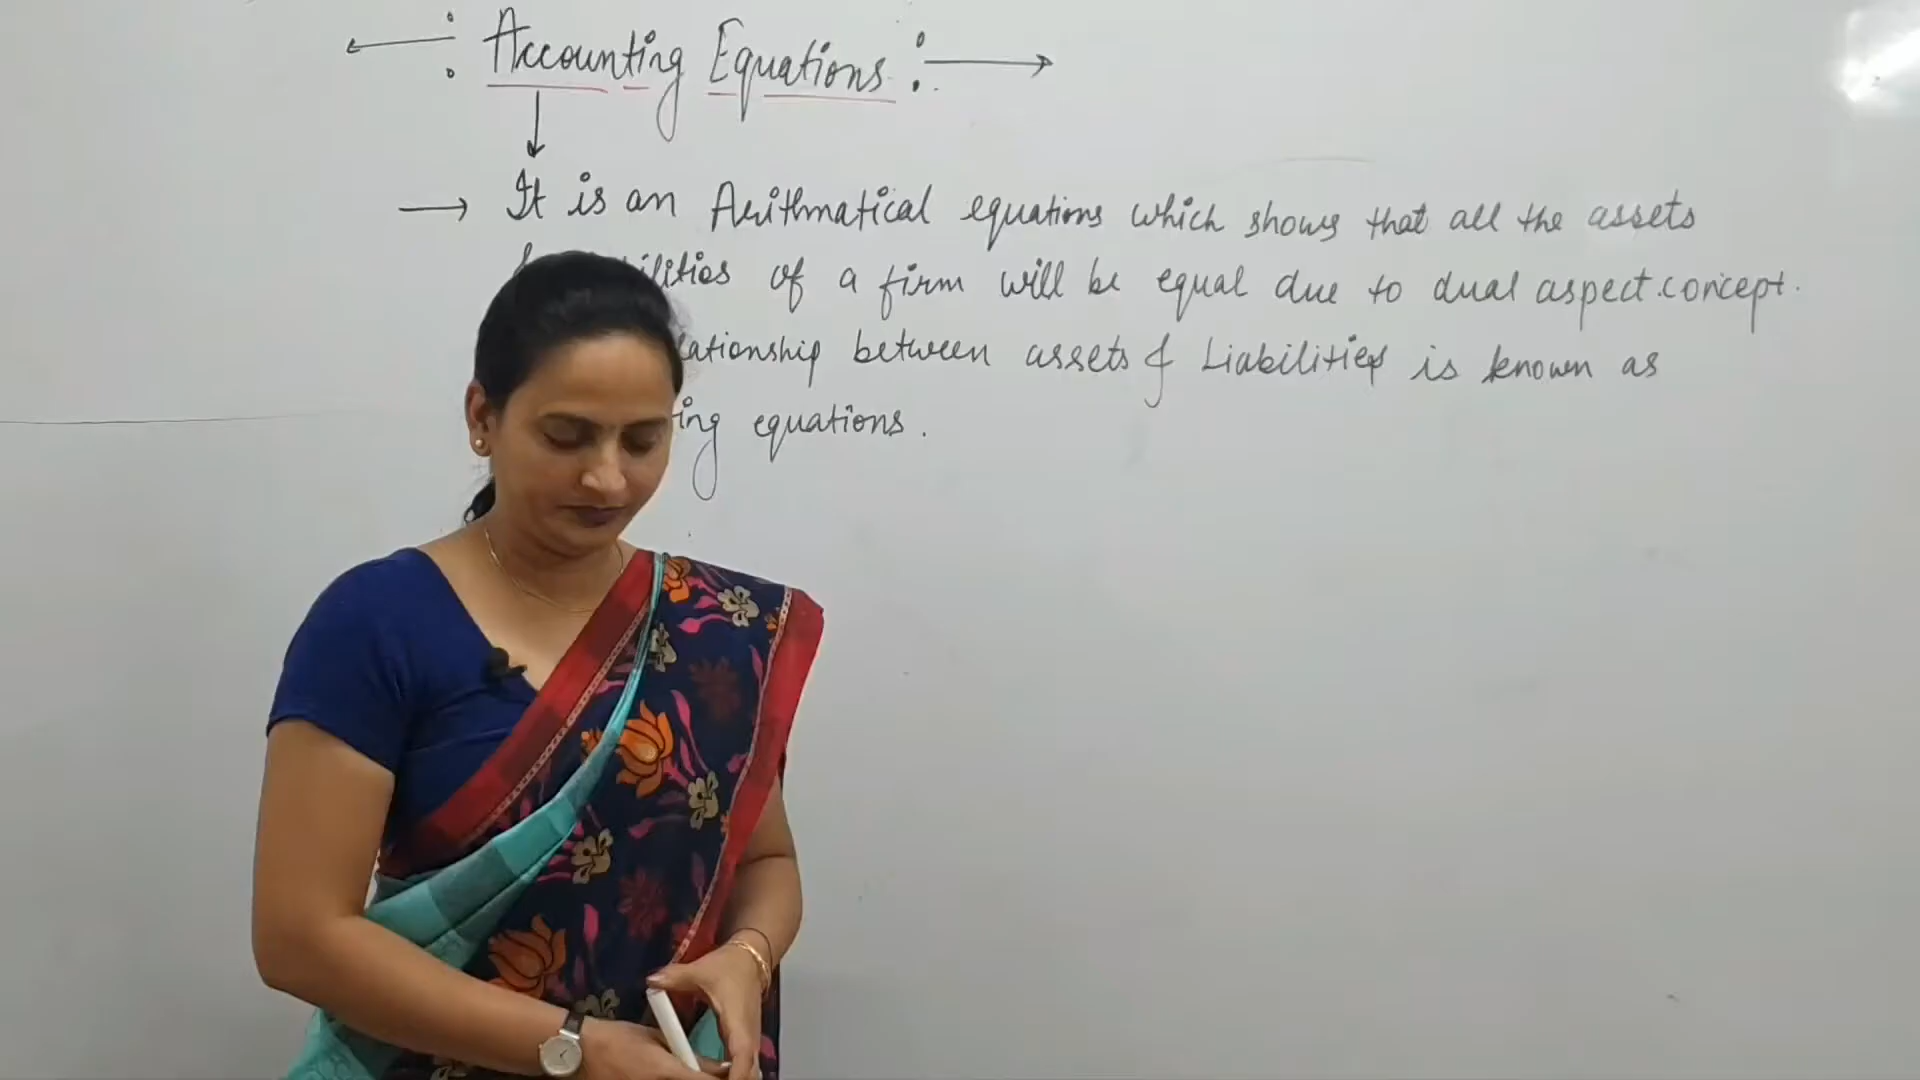 Accounting Equations
It is an Arithmatical equations which shows that all the assets
of a firm will be equal due to dual aspect concept.
between assets & Liabilities is known as
equations.